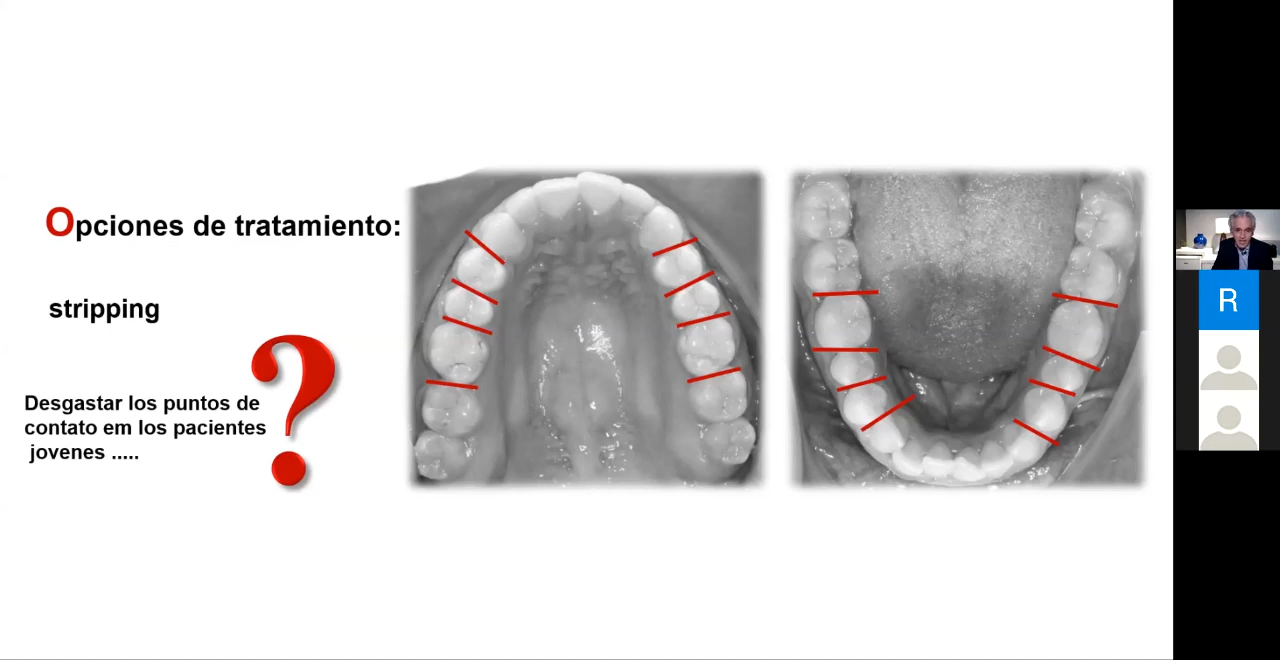 Opciones de tratamiento:
stripping
?
Desgastar los puntos de
contato em los pacientes
jovenes .....
R